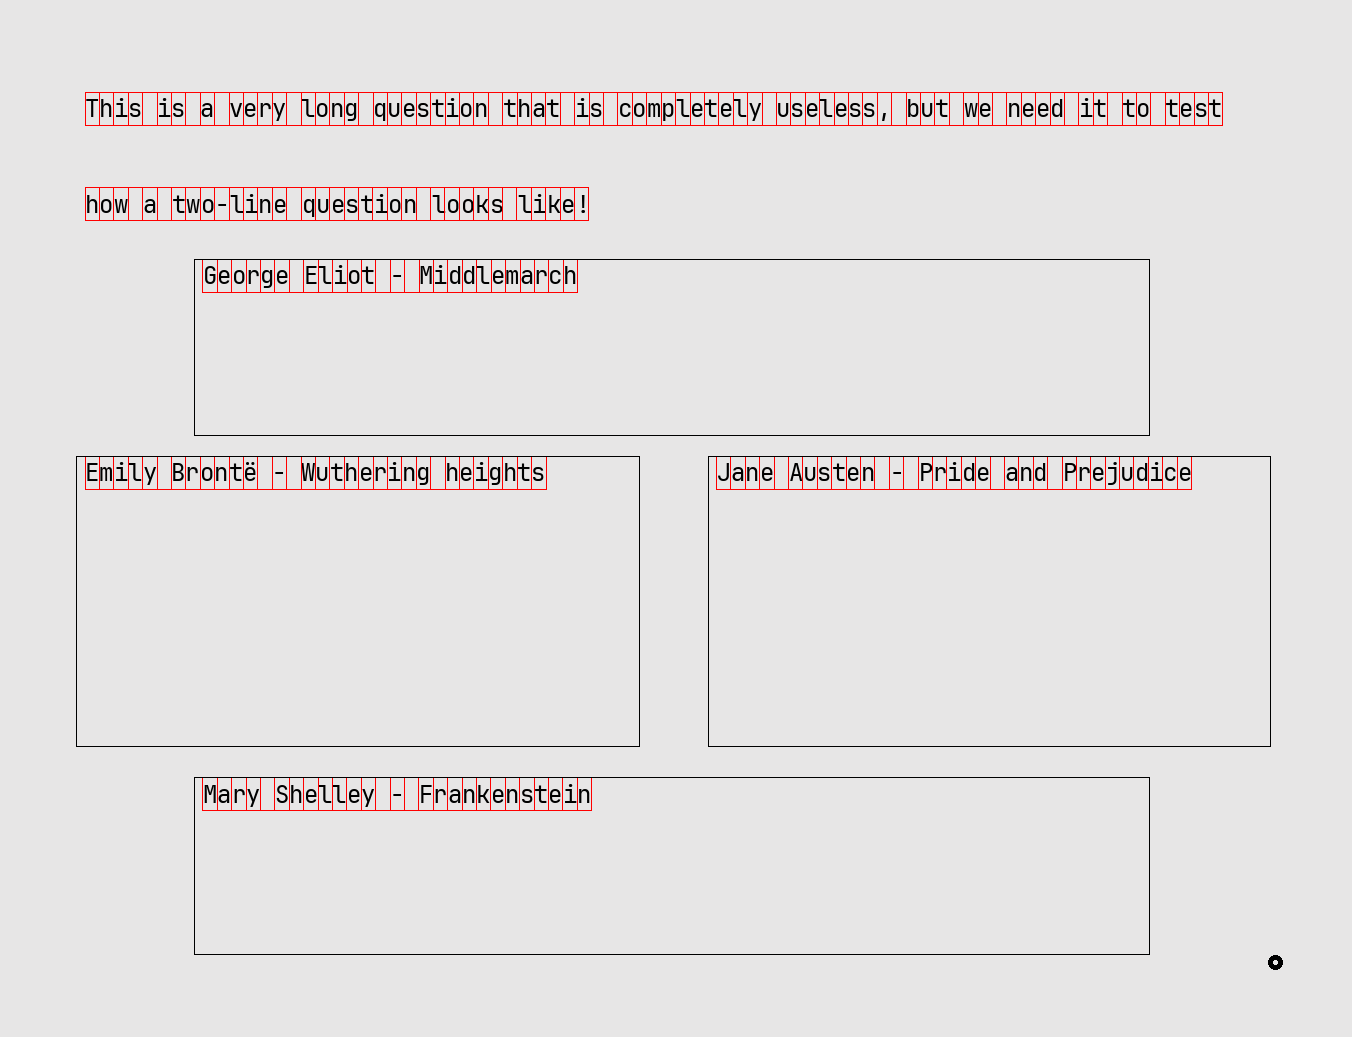 This is a very long question that is completely useless, but we need it to test
how a two-line question looks like!
George Eliot - Middlemarch
Emily Brontë - Wuthering heights
Jane Austen - Pride and Prejudice
Mary Shelley - Frankenstein